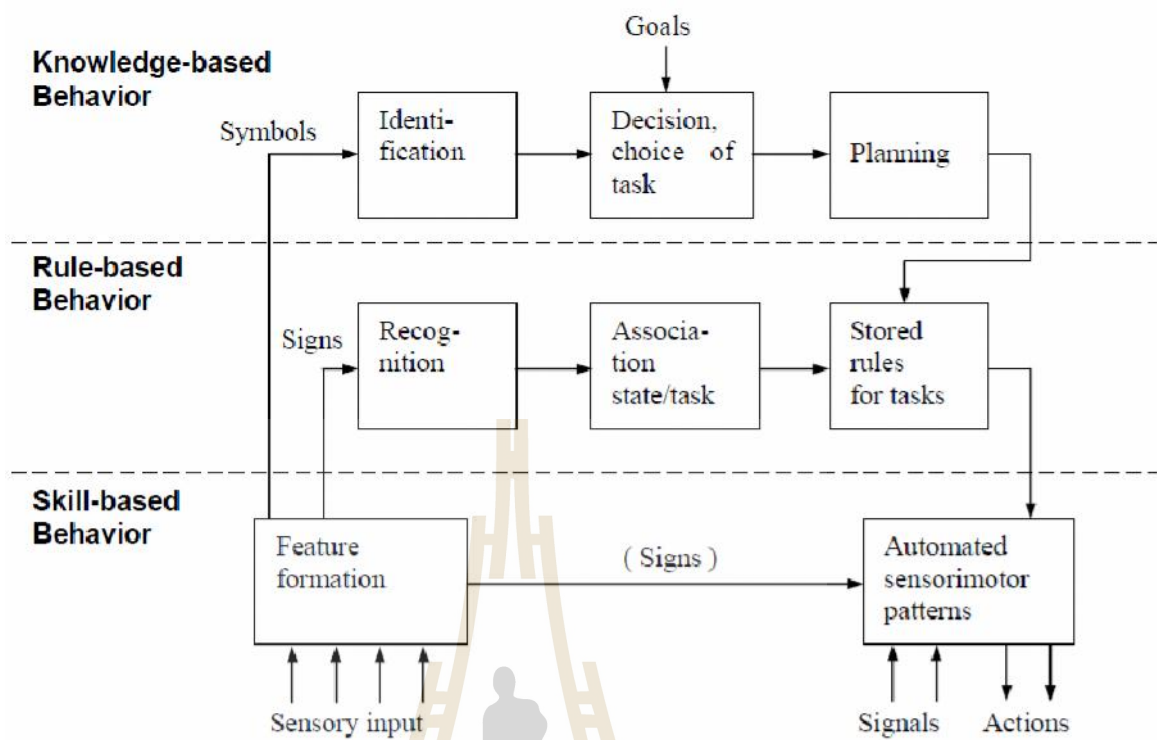 Goals
Knowledge-based
Behavior
Symbols
Identi-
fication
Decision,
choice of
task
Planning
Rule-based
Behavior
Signs
Recog-
nition
Associa-
tion
state/task
Stored
rules
for tasks
Skill-based
Behavior
Feature
formation
( Signs )
Automated
sensorimotor
patterns
Sensory input
Signals
Actions